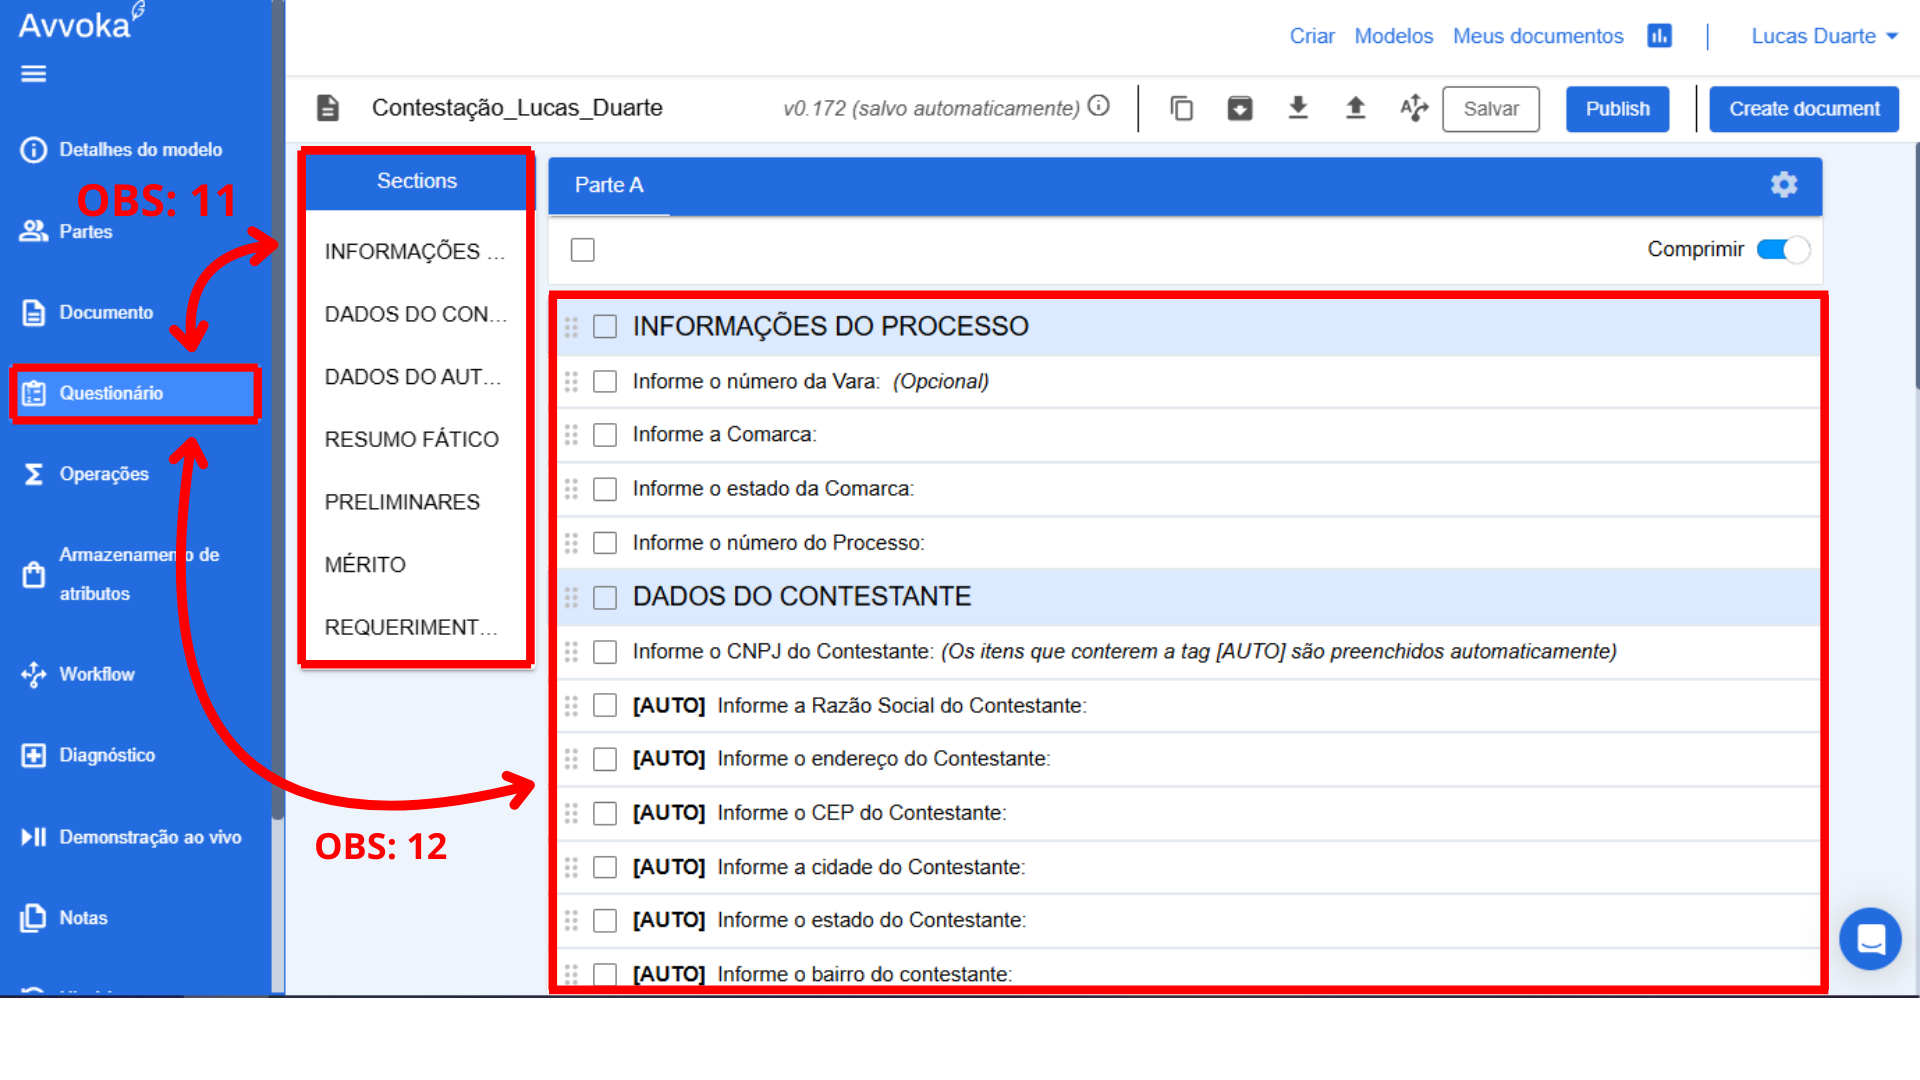 Avvoka
Criar Modelos Meus documentos Lucas Duarte
Contestação_Lucas_Duarte v0.172 (salvo automaticamente) Salvar Publish Create document
Detalhes do modelo
OBS: 11
Partes
Documento
Questionário
Operações
Armazenamento de
atributos
Workflow
Diagnóstico
Demonstração ao vivo
Notas
Sections
INFORMAÇÕES ...
DADOS DO CON...
DADOS DO AUT...
RESUMO FÁTICO
PRELIMINARES
MÉRITO
REQUERIMENT...
OBS: 12
Parte A
Comprimir
INFORMAÇÕES DO PROCESSO
Informe o número da Vara: (Opcional)
Informe a Comarca:
Informe o estado da Comarca:
Informe o número do Processo:
DADOS DO CONTESTANTE
Informe o CNPJ do Contestante: (Os itens que conterem a tag [AUTO] são preenchidos automaticamente)
[AUTO] Informe a Razão Social do Contestante:
[AUTO] Informe o endereço do Contestante:
[AUTO] Informe o CEP do Contestante:
[AUTO] Informe a cidade do Contestante:
[AUTO] Informe o estado do Contestante:
[AUTO] Informe o bairro do contestante: